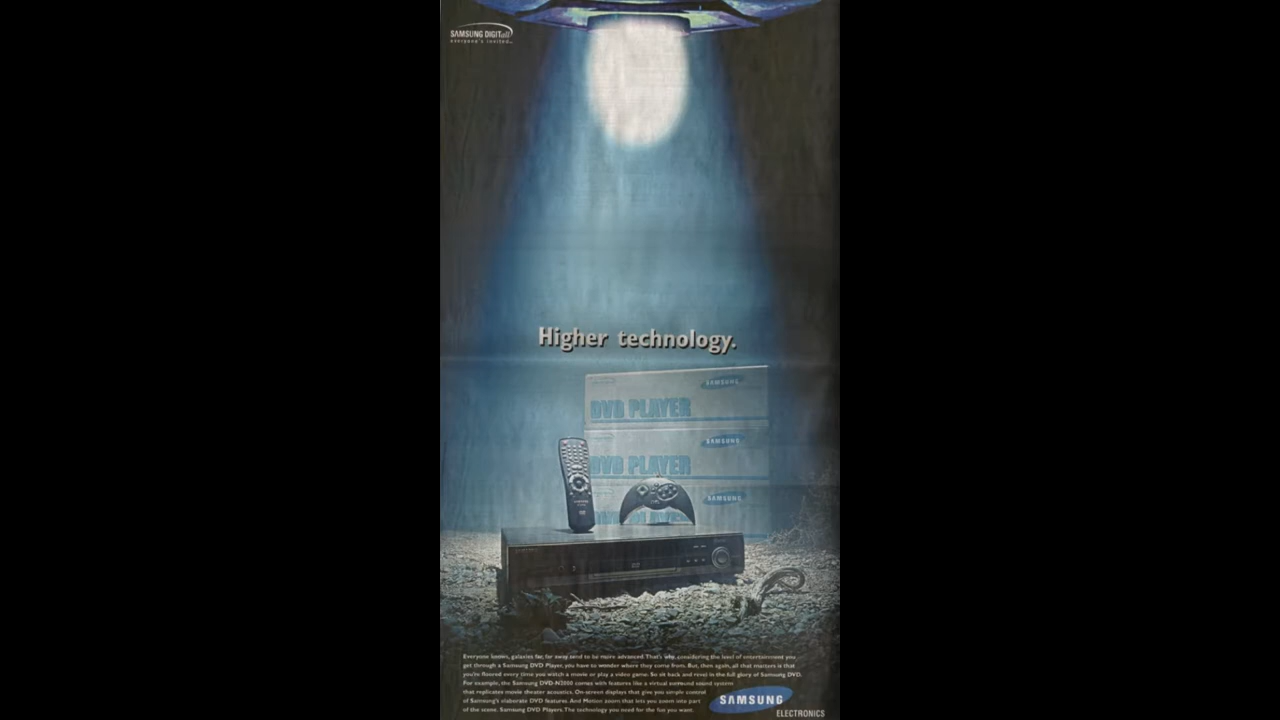 SAMSUNG DIGITall
everyone's invited™
Higher technology.
SAMSUNG
DVD PLAYER
SAMSUNG
DVD PLAYER
SAMSUNG
Everyone knows, galaxies far, far away tend to be more advanced. That's why, considering the level of entertainment you
get through a Samsung DVD Player, you have to wonder where they come from. But, then again, all that matters is that
you're floored every time you watch a movie or play a video game. So sit back and revel in the full glory of Samsung DVD.
For example, the Samsung DVD-N2000 comes with features like a virtual surround sound system
that replicates movie theater acoustics. On-screen displays that give you simple control
of Samsung's elaborate DVD features. And Motion zoom that lets you zoom into part
of the scene. Samsung DVD Players. The technology you need for the fun you want.
SAMSUNG
ELECTRONICS